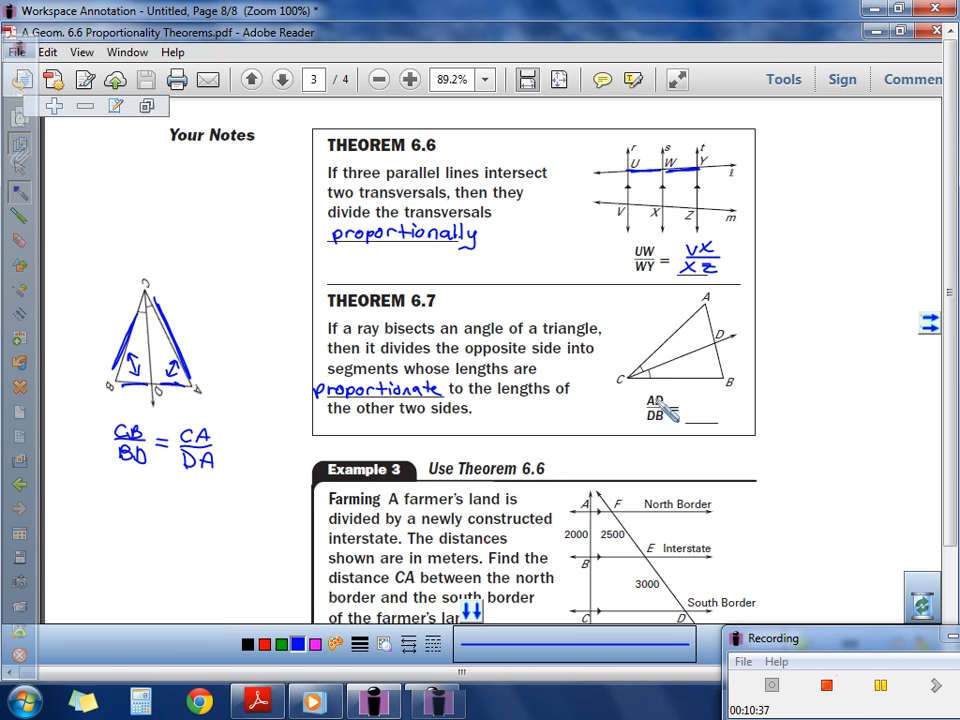 Workspace Annotation - Untitled, Page 8/8 (Zoom 100%) *
A Geom. 6.6 Proportionality Theorems.pdf - Adobe Reader
File Edit View Window Help
3 / 4 89.2% Tools Sign Commen
Your Notes
THEOREM 6.6
If three parallel lines intersect
two transversals, then they
divide the transversals
proportionally
r s t
U W Y
l
V X Z m
UW/WY = VX/XZ
THEOREM 6.7
If a ray bisects an angle of a triangle,
then it divides the opposite side into
segments whose lengths are
proportionate to the lengths of
the other two sides.
A
D
C B
AD/DB =
C
B D A
CB/BD = CA/DA
Example 3 Use Theorem 6.6
Farming A farmer's land is
divided by a newly constructed
interstate. The distances
shown are in meters. Find the
distance CA between the north
border and the south border
of the farmer's lan
A F North Border
2000 2500
B E Interstate
3000
C D South Border
Recording
File Help
00:10:37